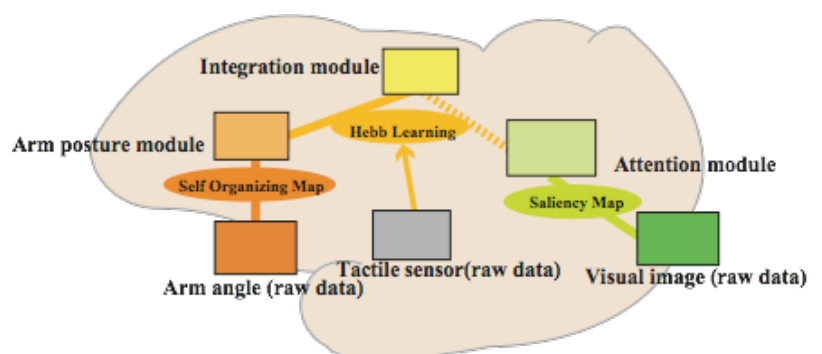 Integration module
Hebb Learning
Arm posture module
Attention module
Self Organizing Map
Saliency Map
Tactile sensor(raw data)
Visual image (raw data)
Arm angle (raw data)